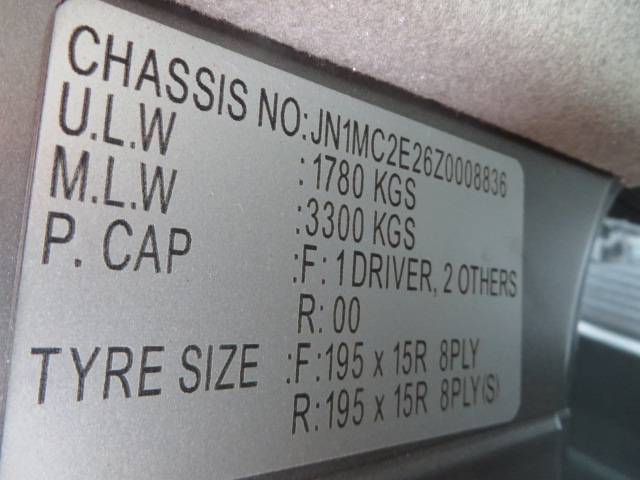 CHASSIS NO: JN1MC2E26Z0008836
U.L.W :1780 KGS
M.L.W :3300 KGS
P. CAP :F: 1 DRIVER, 2 OTHERS
R: 00
TYRE SIZE :F: 195 x 15R 8PLY
R: 195 x 15R 8PLY(S)